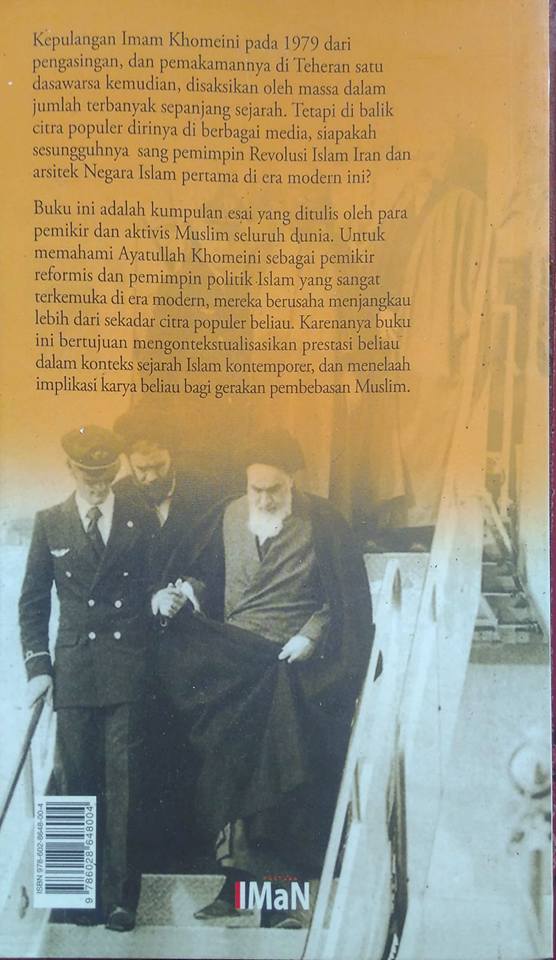 Kepulangan Imam Khomeini pada 1979 dari
pengasingan, dan pemakamannya di Teheran satu
dasawarsa kemudian, disaksikan oleh massa dalam
jumlah terbanyak sepanjang sejarah. Tetapi di balik
citra populer dirinya di berbagai media, siapakah
sesungguhnya sang pemimpin Revolusi Islam Iran dan
arsitek Negara Islam pertama di era modern ini?
Buku ini adalah kumpulan esai yang ditulis oleh para
pemikir dan aktivis Muslim seluruh dunia. Untuk
memahami Ayatullah Khomeini sebagai pemikir
reformis dan pemimpin politik Islam yang sangat
terkemuka di era modern, mereka berusaha menjangkau
lebih dari sekadar citra populer beliau. Karenanya buku
ini bertujuan mengontekstualisasikan prestasi beliau
dalam konteks sejarah Islam kontemporer, dan menelaah
implikasi karya beliau bagi gerakan pembebasan Muslim.
ISBN 978-602-8648-00-4
9 786028 648004
PUSTAKA
IIMaN